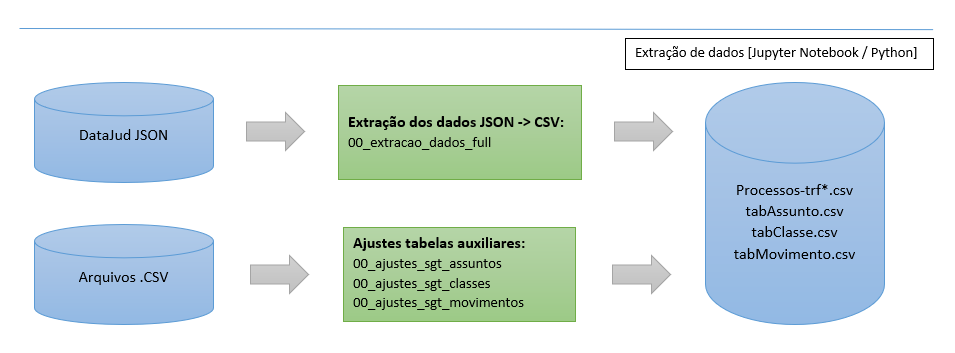 Extração de dados [Jupyter Notebook / Python]
DataJud JSON
Extração dos dados JSON -> CSV:
00_extracao_dados_full
Processos-trf*.csv
tabAssunto.csv
tabClasse.csv
tabMovimento.csv
Arquivos .CSV
Ajustes tabelas auxiliares:
00_ajustes_sgt_assuntos
00_ajustes_sgt_classes
00_ajustes_sgt_movimentos